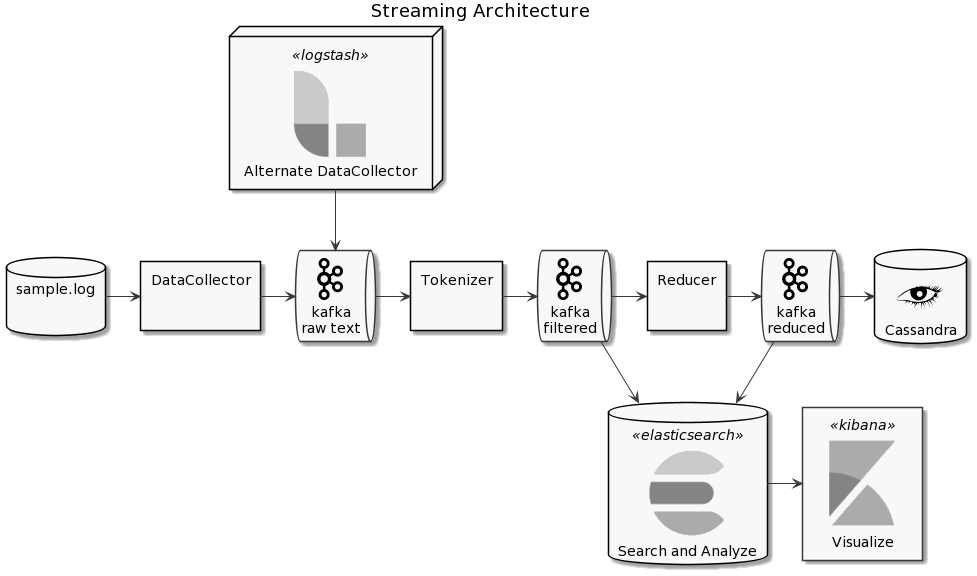 Streaming Architecture
«logstash»
Alternate DataCollector
sample.log
DataCollector
kafka
raw text
Tokenizer
kafka
filtered
Reducer
kafka
reduced
Cassandra
«elasticsearch»
Search and Analyze
«kibana»
Visualize